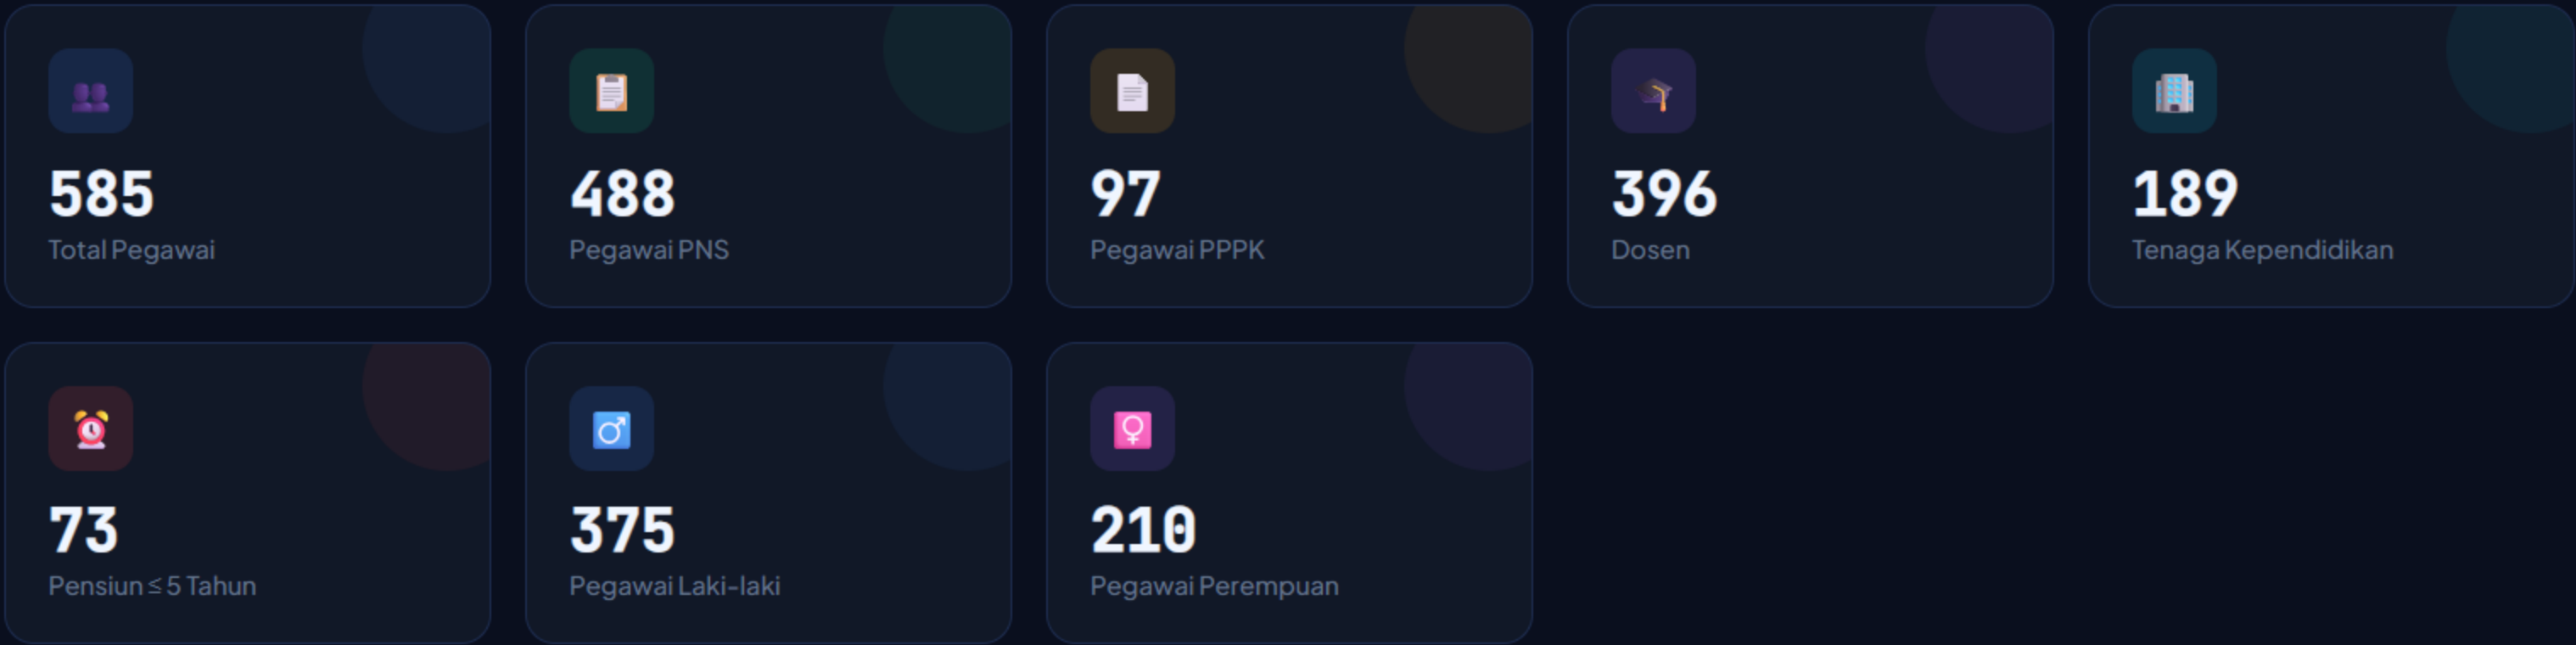 585
Total Pegawai
488
Pegawai PNS
97
Pegawai PPPK
396
Dosen
189
Tenaga Kependidikan
73
Pensiun ≤ 5 Tahun
375
Pegawai Laki-laki
210
Pegawai Perempuan